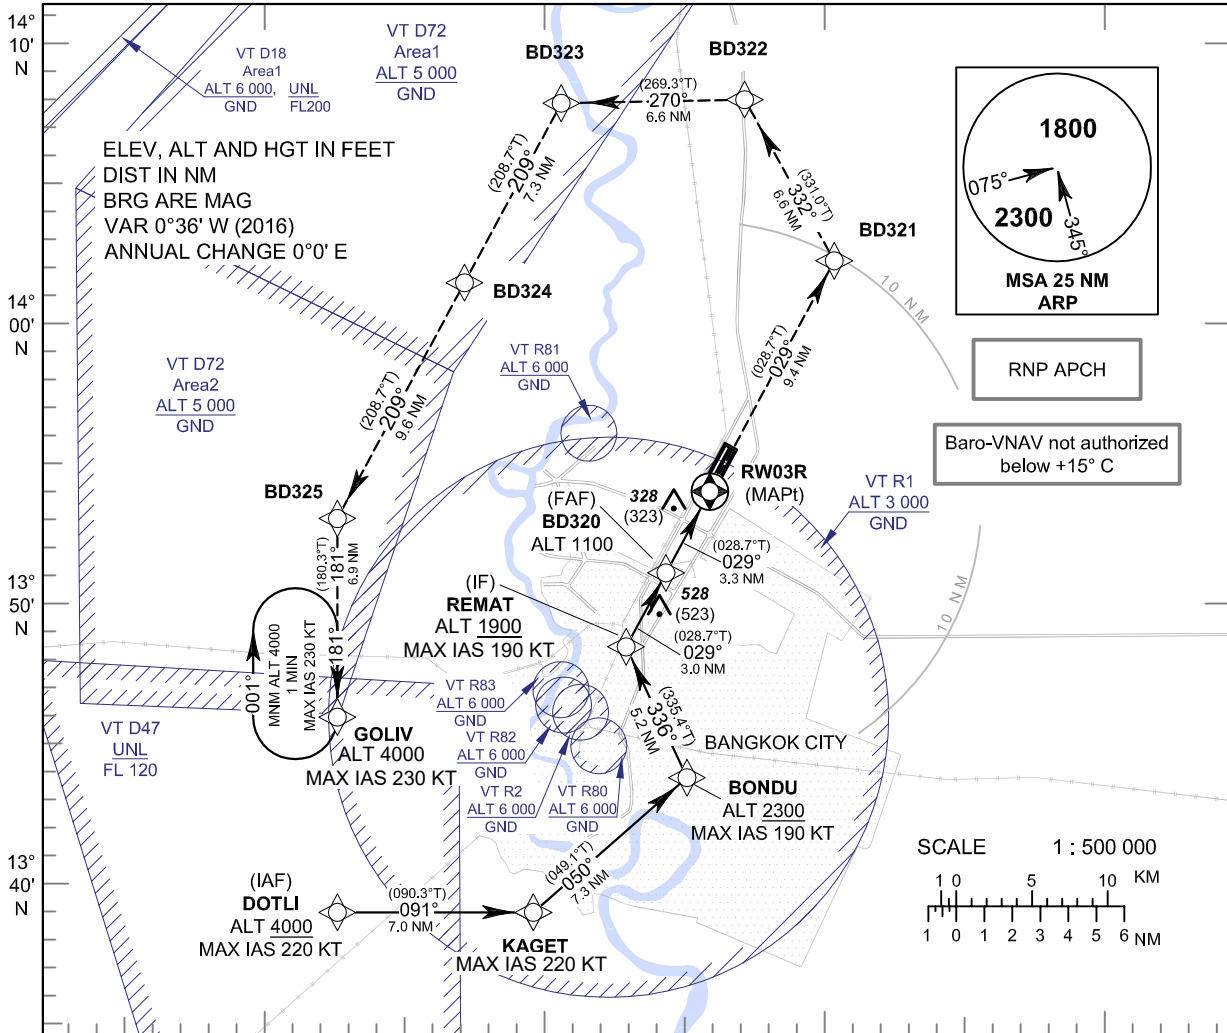 14°
10'
N
VT D18
Area1
ALT 6 000, UNL
GND FL200
VT D72
Area1
ALT 5 000
GND
BD323
BD322
(269.3°T)
270°
6.6 NM
ELEV, ALT AND HGT IN FEET
DIST IN NM
BRG ARE MAG
VAR 0°36' W (2016)
ANNUAL CHANGE 0°0' E
(208.7°T)
209°
7.3 NM
(331.0°T)
332°
6.6 NM
BD321
1800
075°
2300
345°
MSA 25 NM
ARP
10 NM
BD324
14°
00'
N
VT D72
Area2
ALT 5 000
GND
VT R81
ALT 6 000
GND
(208.7°T)
209°
9.6 NM
(028.7°T)
029°
9.4 NM
RNP APCH
Baro-VNAV not authorized
below +15° C
BD325
(FAF)
BD320
ALT 1100
328
(323)
RW03R
(MAPt)
VT R1
ALT 3 000
GND
(180.3°T)
181°
6.9 NM
(028.7°T)
029°
3.3 NM
13°
50'
N
(IF)
REMAT
ALT 1900
MAX IAS 190 KT
528
(523)
(028.7°T)
029°
3.0 NM
10 NM
001°
MNM ALT 4000
1 MIN
MAX IAS 230 KT
181°
VT R83
ALT 6 000
GND
(335.4°T)
336°
5.2 NM
VT D47
UNL
FL 120
GOLIV
ALT 4000
MAX IAS 230 KT
VT R82
ALT 6 000
GND
BANGKOK CITY
VT R2
ALT 6 000
GND
VT R80
ALT 6 000
GND
BONDU
ALT 2300
MAX IAS 190 KT
SCALE 1 : 500 000
1 0 5 10 KM
1 0 1 2 3 4 5 6 NM
13°
40'
N
(IAF)
DOTLI
ALT 4000
MAX IAS 220 KT
(090.3°T)
091°
7.0 NM
(049.1°T)
050°
7.3 NM
KAGET
MAX IAS 220 KT